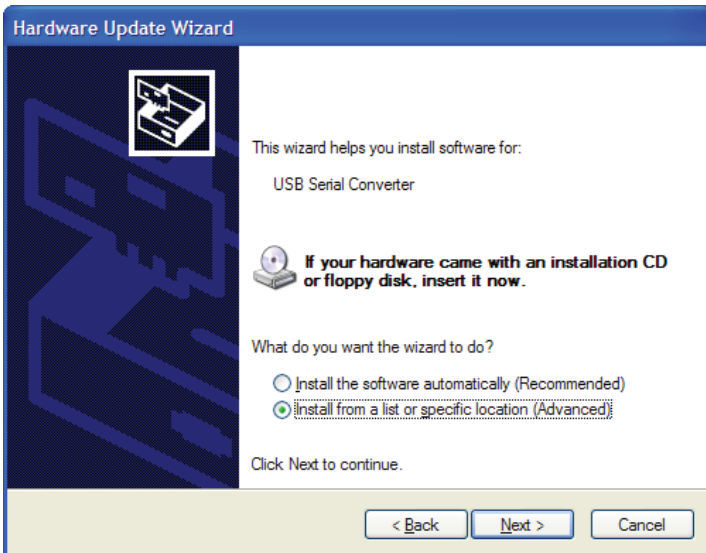 Hardware Update Wizard
This wizard helps you install software for:
USB Serial Converter
If your hardware came with an installation CD
or floppy disk, insert it now.
What do you want the wizard to do?
Install the software automatically (Recommended)
Install from a list or specific location (Advanced)
Click Next to continue.
< Back Next > Cancel